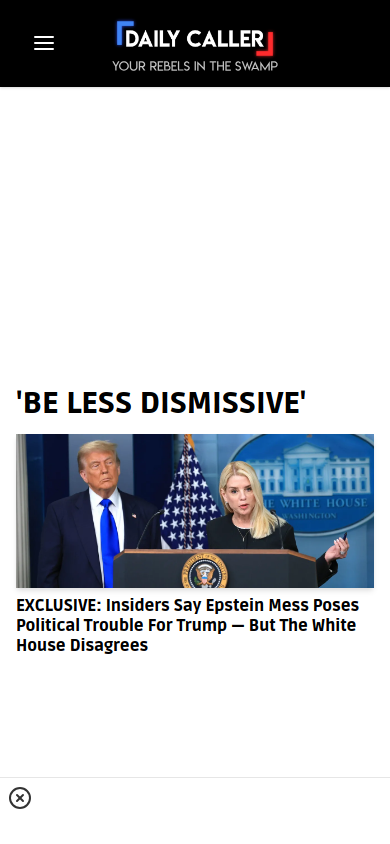 DAILY CALLER
YOUR REBELS IN THE SWAMP
'BE LESS DISMISSIVE'
THE WHITE HOUSE
WASHINGTON
EXCLUSIVE: Insiders Say Epstein Mess Poses
Political Trouble For Trump — But The White
House Disagrees